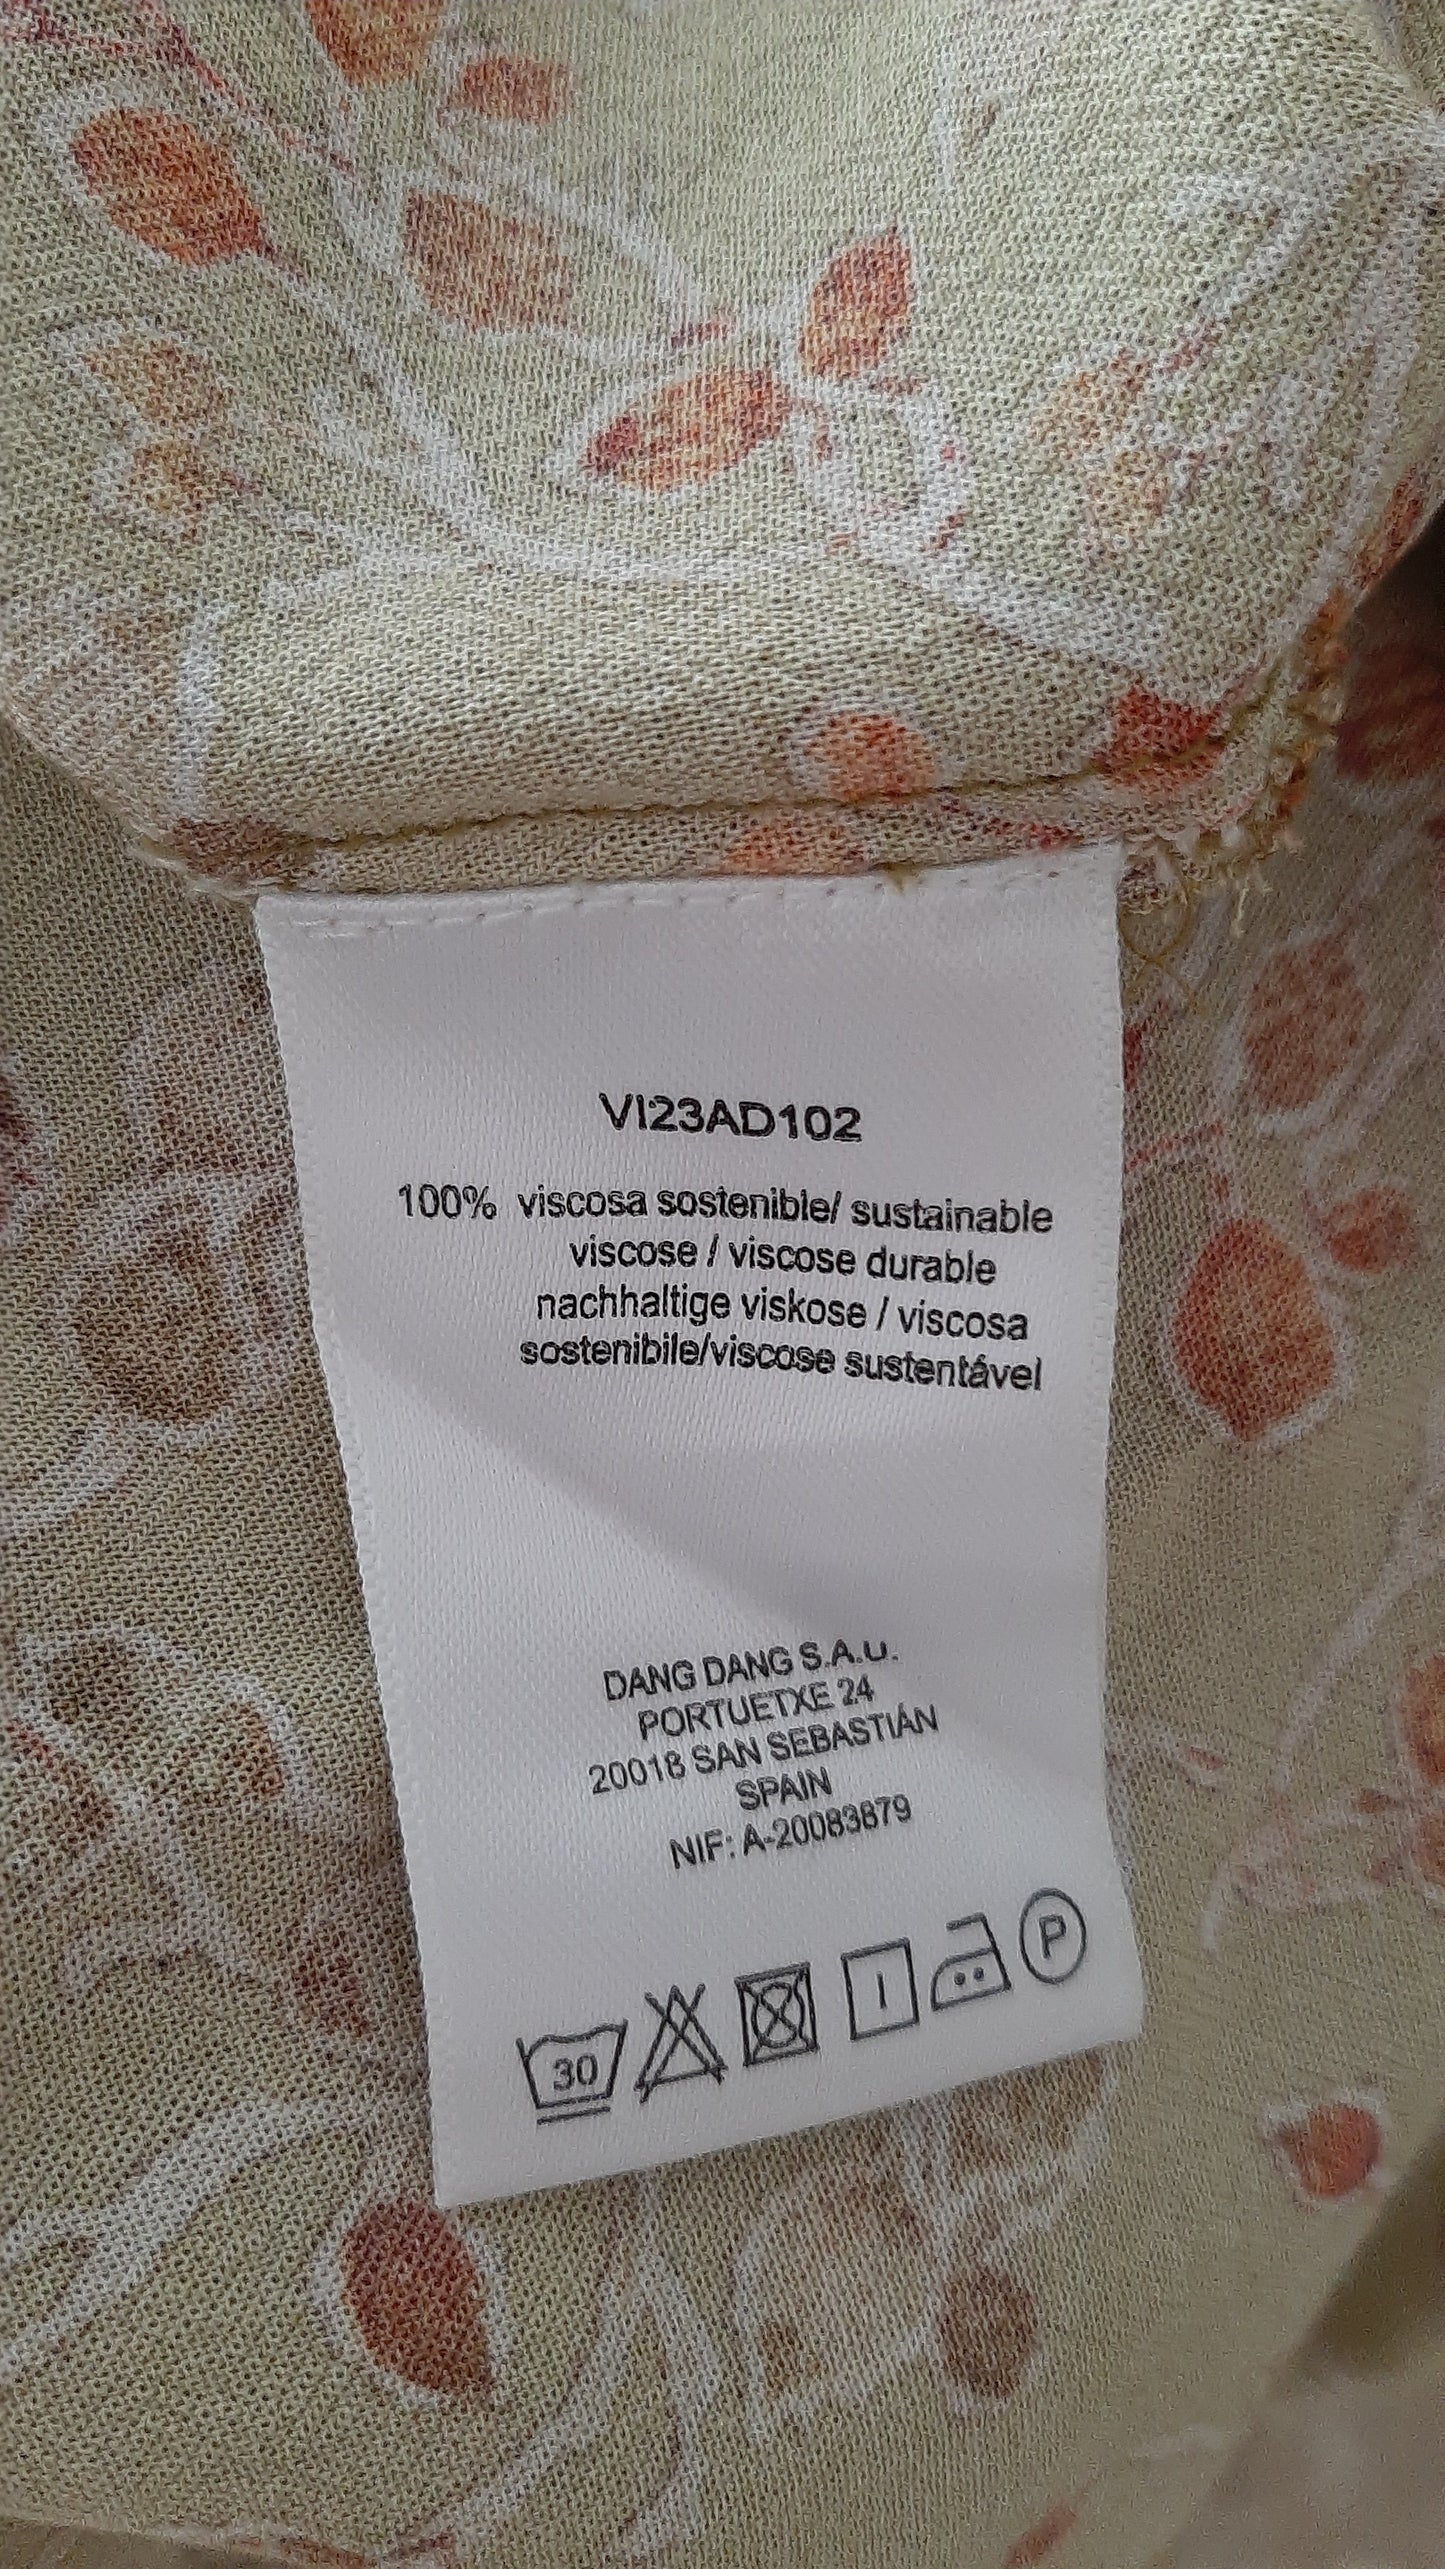 VI23AD102
100% viscosa sostenible/ sustainable
viscose / viscose durable
nachhaltige viskose / viscosa
sostenibile/viscose sustentável
DANG DANG S.A.U.
PORTUETXE 24
20018 SAN SEBASTIÁN
SPAIN
NIF: A-20083879
30 P